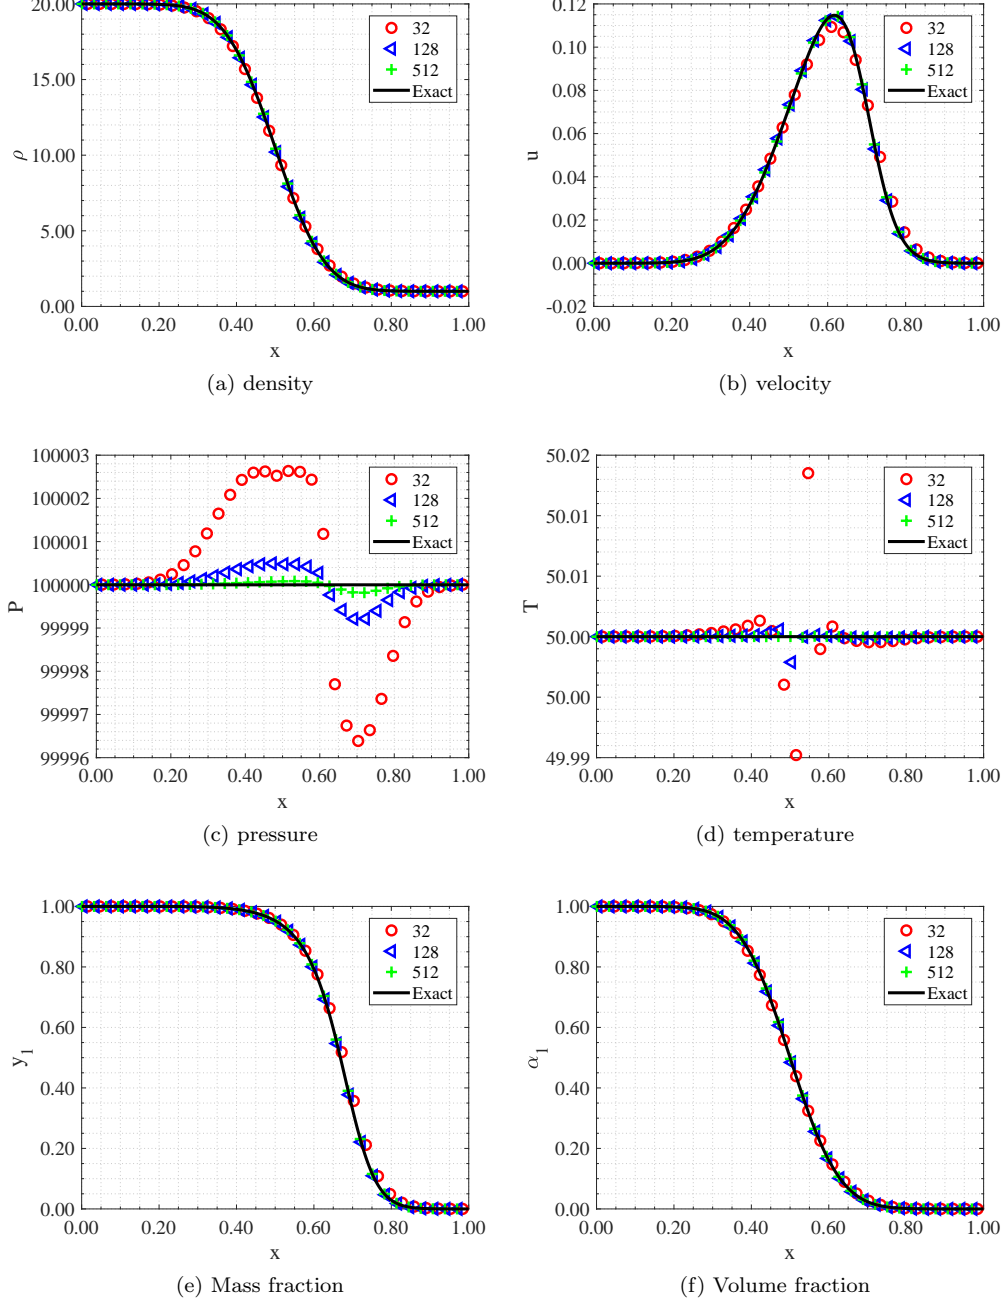 20.00
15.00
10.00
5.00
0.00
ρ
0.00 0.20 0.40 0.60 0.80 1.00
x
32
128
512
Exact
(a) density
0.12
0.10
0.08
0.06
0.04
0.02
0.00
-0.02
u
0.00 0.20 0.40 0.60 0.80 1.00
x
32
128
512
Exact
(b) velocity
100003
100002
100001
100000
99999
99998
99997
99996
P
0.00 0.20 0.40 0.60 0.80 1.00
x
32
128
512
Exact
(c) pressure
50.02
50.01
50.01
50.00
50.00
49.99
T
0.00 0.20 0.40 0.60 0.80 1.00
x
32
128
512
Exact
(d) temperature
1.00
0.80
0.60
0.40
0.20
0.00
y1
0.00 0.20 0.40 0.60 0.80 1.00
x
32
128
512
Exact
(e) Mass fraction
1.00
0.80
0.60
0.40
0.20
0.00
α1
0.00 0.20 0.40 0.60 0.80 1.00
x
32
128
512
Exact
(f) Volume fraction